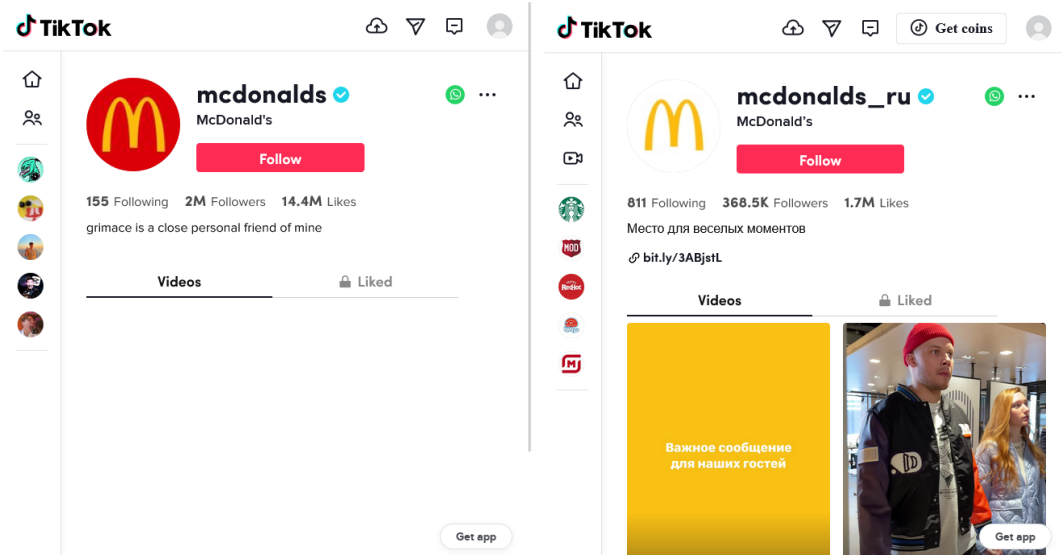 TikTok
mcdonalds
McDonald's
Follow
155 Following 2M Followers 14.4M Likes
grimace is a close personal friend of mine
Videos Liked
Get app
TikTok
Get coins
mcdonalds_ru
McDonald's
Follow
811 Following 368.5K Followers 1.7M Likes
Место для веселых моментов
bit.ly/3ABjstL
MOD
RedHot
M
Videos Liked
Важное сообщение
для наших гостей
Get app